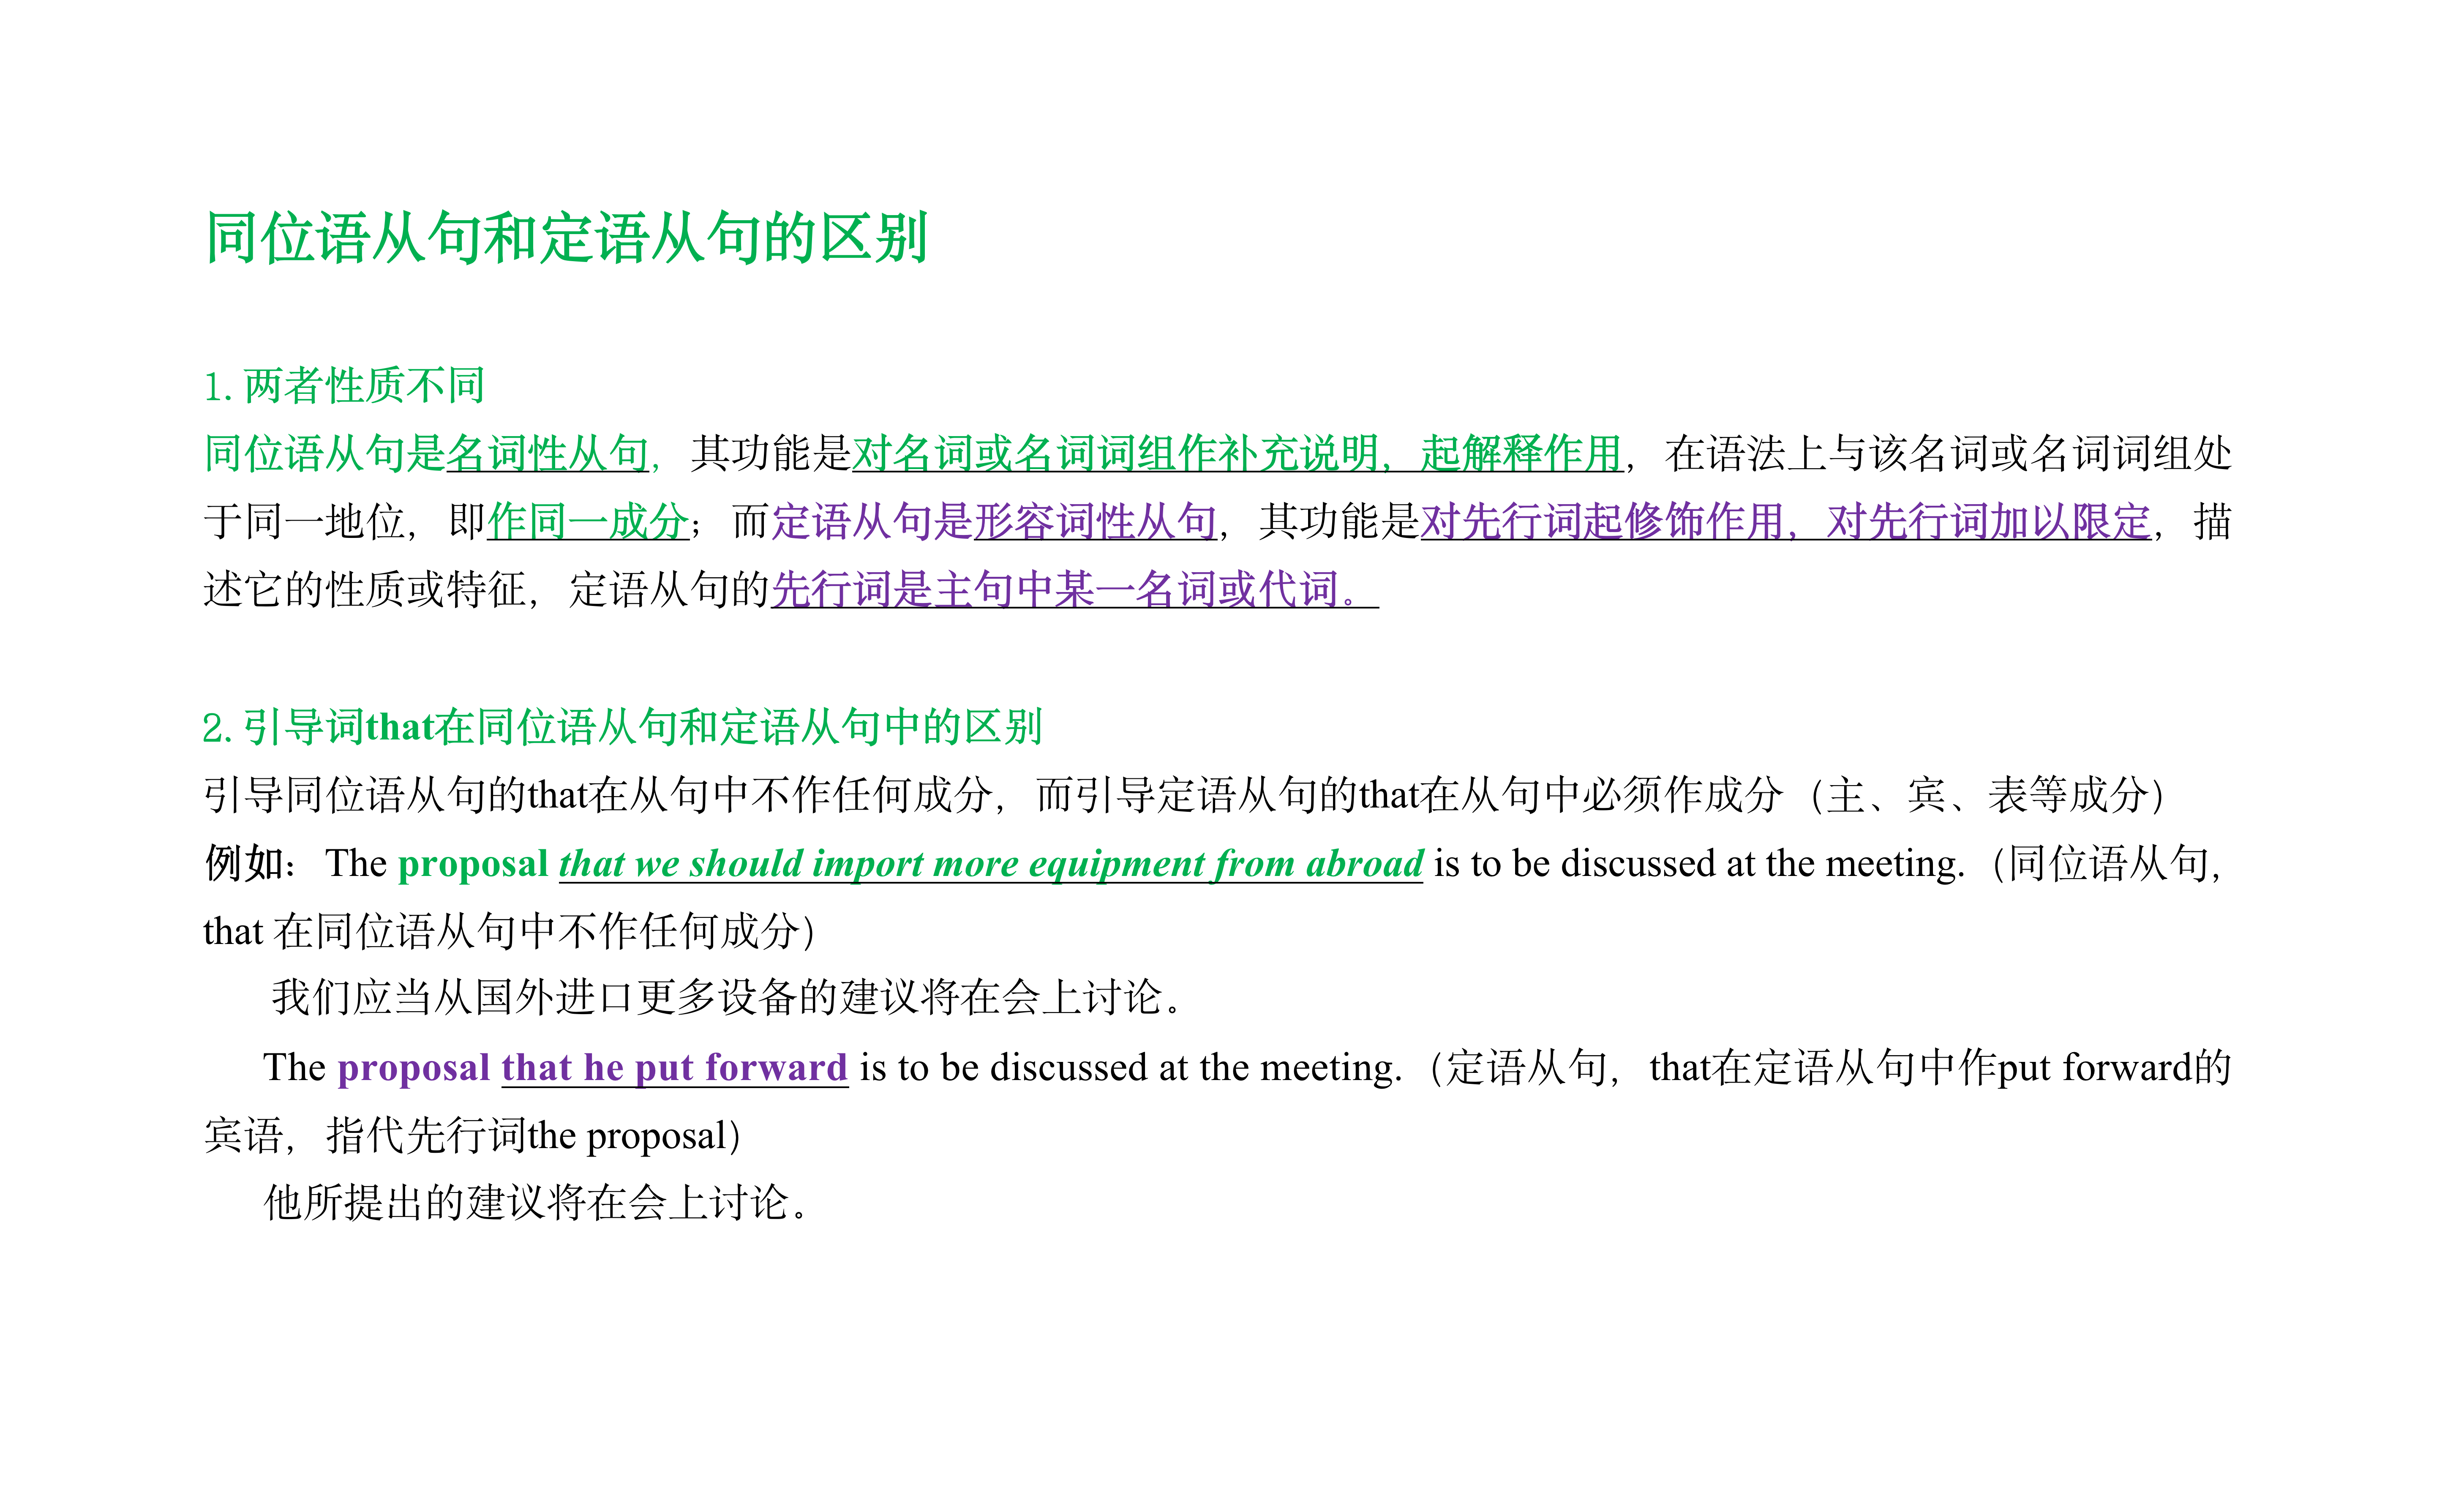 同位语从句和定语从句的区别
1. 两者性质不同
同位语从句是名词性从句，其功能是对名词或名词词组作补充说明，起解释作用，在语法上与该名词或名词词组处
于同一地位，即作同一成分；而定语从句是形容词性从句，其功能是对先行词起修饰作用，对先行词加以限定，描
述它的性质或特征，定语从句的先行词是主句中某一名词或代词。
2. 引导词that在同位语从句和定语从句中的区别
引导同位语从句的that在从句中不作任何成分，而引导定语从句的that在从句中必须作成分（主、宾、表等成分）
例如：The proposal that we should import more equipment from abroad is to be discussed at the meeting.（同位语从句，
that 在同位语从句中不作任何成分）
我们应当从国外进口更多设备的建议将在会上讨论。
The proposal that he put forward is to be discussed at the meeting.（定语从句，that在定语从句中作put forward的
宾语，指代先行词the proposal）
他所提出的建议将在会上讨论。